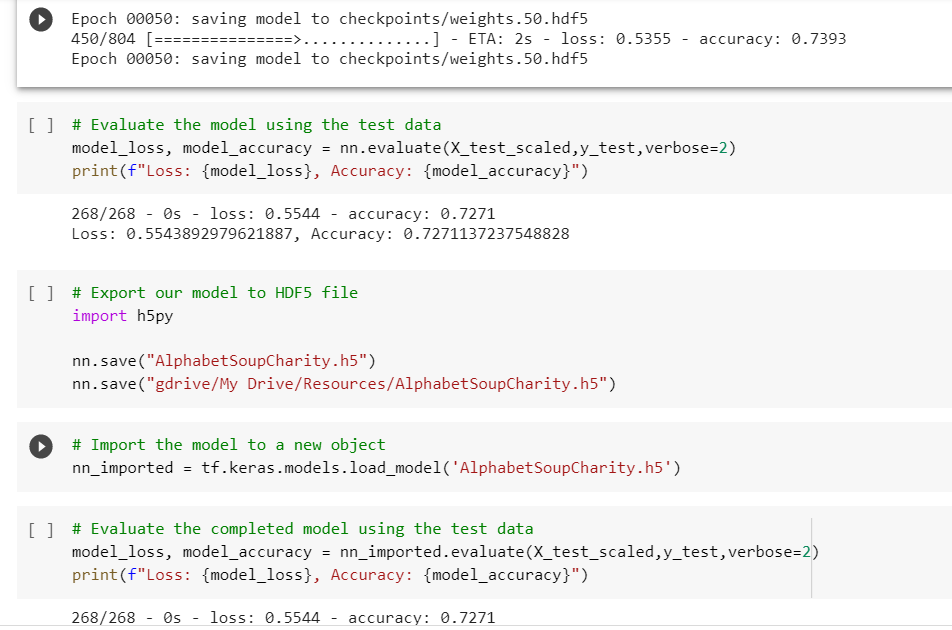 Epoch 00050: saving model to checkpoints/weights.50.hdf5
450/804 [===============>..............] - ETA: 2s - loss: 0.5355 - accuracy: 0.7393
Epoch 00050: saving model to checkpoints/weights.50.hdf5
[ ] # Evaluate the model using the test data
model_loss, model_accuracy = nn.evaluate(X_test_scaled,y_test,verbose=2)
print(f"Loss: {model_loss}, Accuracy: {model_accuracy}")
268/268 - 0s - loss: 0.5544 - accuracy: 0.7271
Loss: 0.5543892979621887, Accuracy: 0.7271137237548828
[ ] # Export our model to HDF5 file
import h5py
nn.save("AlphabetSoupCharity.h5")
nn.save("gdrive/My Drive/Resources/AlphabetSoupCharity.h5")
# Import the model to a new object
nn_imported = tf.keras.models.load_model('AlphabetSoupCharity.h5')
[ ] # Evaluate the completed model using the test data
model_loss, model_accuracy = nn_imported.evaluate(X_test_scaled,y_test,verbose=2)
print(f"Loss: {model_loss}, Accuracy: {model_accuracy}")
268/268 - 0s - loss: 0.5544 - accuracy: 0.7271